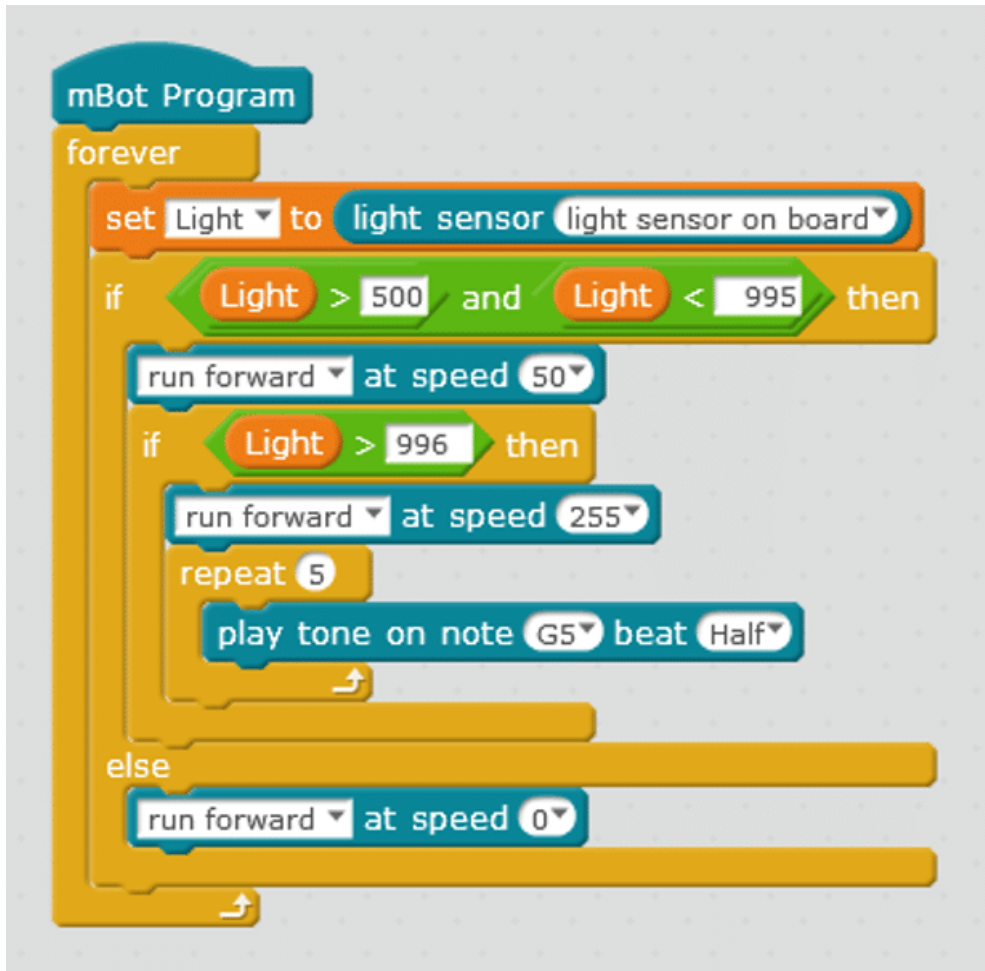 mBot Program
forever
set Light to light sensor light sensor on board
if Light > 500 and Light < 995 then
run forward at speed 50
if Light > 996 then
run forward at speed 255
repeat 5
play tone on note G5 beat Half
else
run forward at speed 0